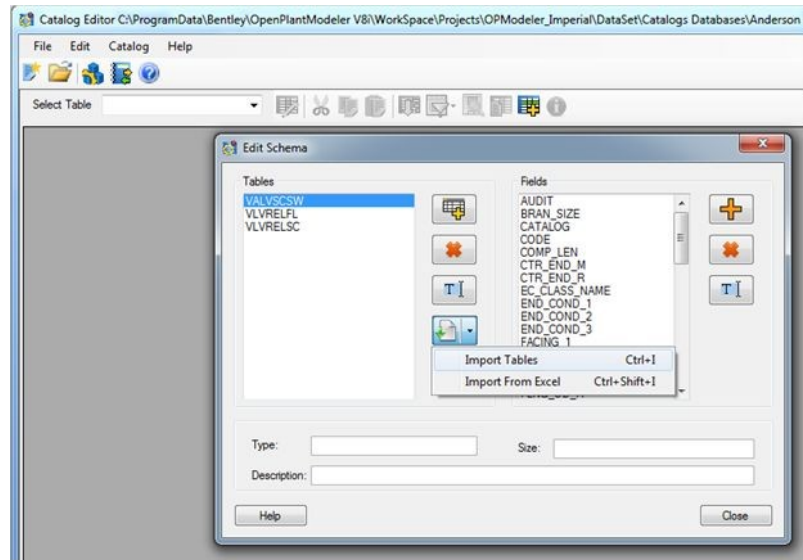 Catalog Editor C:\ProgramData\Bentley\OpenPlantModeler V8i\WorkSpace\Projects\OPModeler_Imperial\DataSet\Catalogs Databases\Anderson
File Edit Catalog Help
Select Table
Edit Schema
Tables
VALVSCSW
VLVRELFL
VLVRELSC
Fields
AUDIT
BRAN_SIZE
CATALOG
CODE
COMP_LEN
CTR_END_M
CTR_END_R
EC_CLASS_NAME
END_COND_1
END_COND_2
END_COND_3
FACING_1
Import Tables Ctrl+I
Import From Excel Ctrl+Shift+I
Type:
Size:
Description:
Help
Close